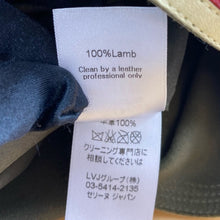 100%Lamb
Clean by a leather
professional only
羊革100%
クリーニング専門店に
相談してください
LVJグループ(株)
03-5414-2135
セリーヌ ジャパン